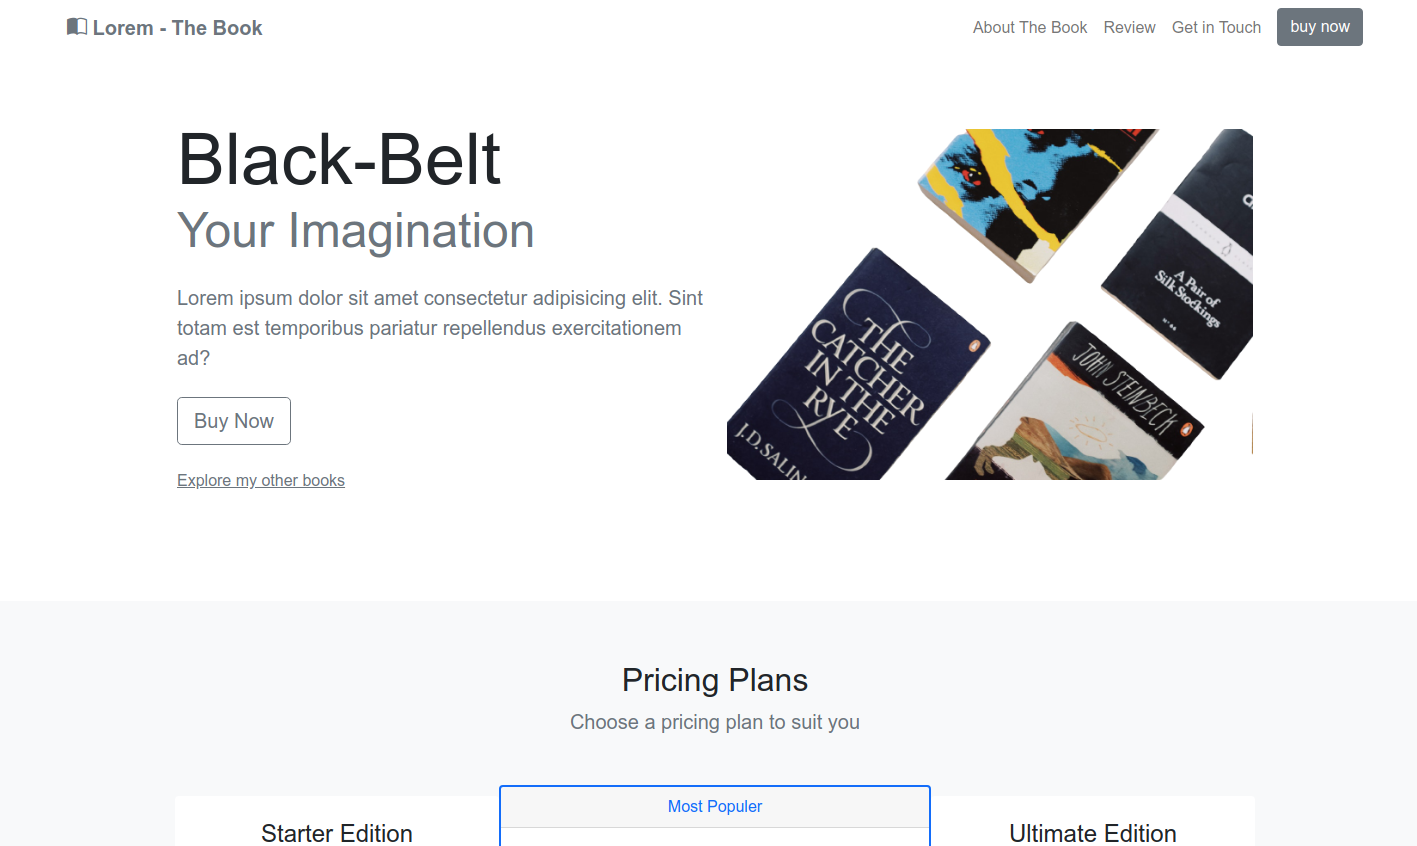 Lorem - The Book
About The Book
Review
Get in Touch
buy now
Black-Belt
Your Imagination
Lorem ipsum dolor sit amet consectetur adipisicing elit. Sint
totam est temporibus pariatur repellendus exercitationem
ad?
Buy Now
Explore my other books
THE
CATCHER
IN THE
RYE
J.D. SALIN
A Pair of
Silk Stockings
JOHN STEINBECK
Pricing Plans
Choose a pricing plan to suit you
Most Populer
Starter Edition
Ultimate Edition